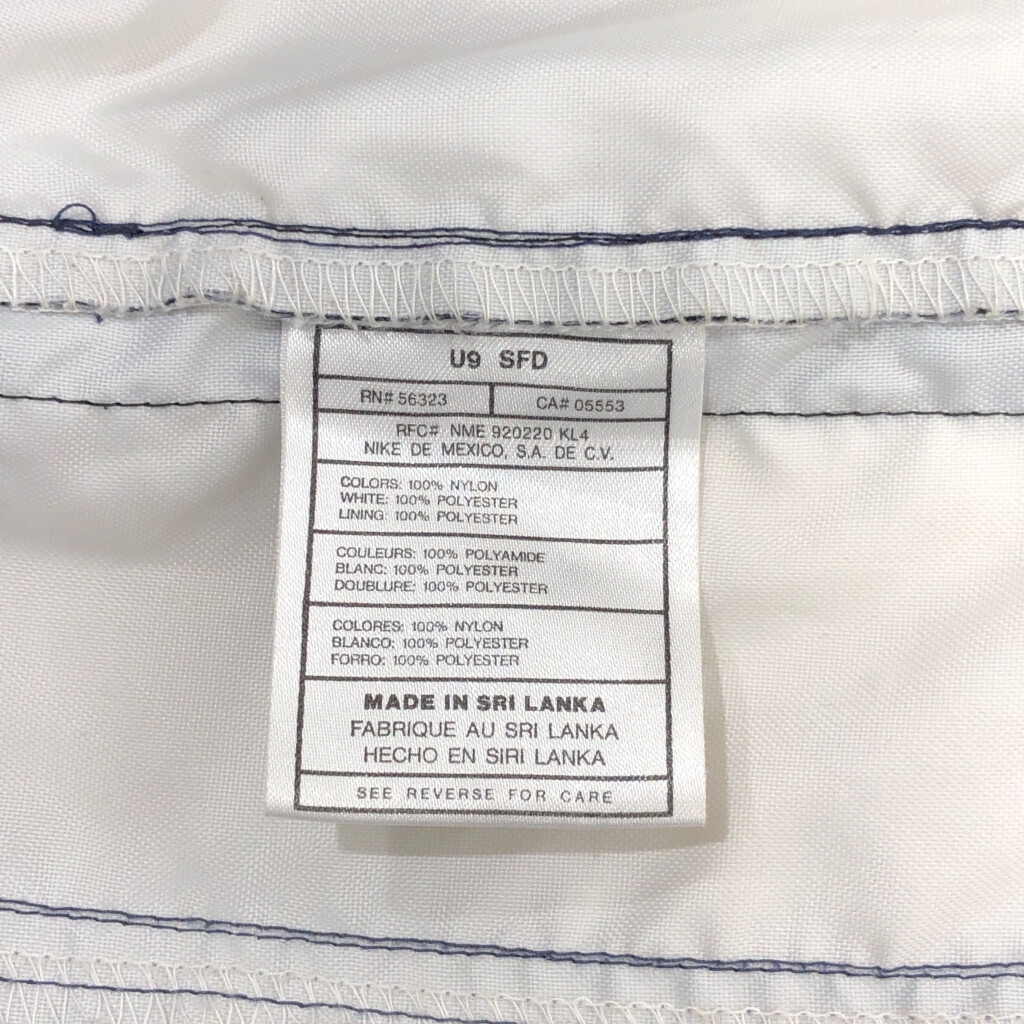 U9 SFD
RN# 56323 CA# 05553
RFC# NME 920220 KL4
NIKE DE MEXICO, S.A. DE C.V.
COLORS: 100% NYLON
WHITE: 100% POLYESTER
LINING: 100% POLYESTER
COULEURS: 100% POLYAMIDE
BLANC: 100% POLYESTER
DOUBLURE: 100% POLYESTER
COLORES: 100% NYLON
BLANCO: 100% POLYESTER
FORRO: 100% POLYESTER
MADE IN SRI LANKA
FABRIQUE AU SRI LANKA
HECHO EN SIRI LANKA
SEE REVERSE FOR CARE